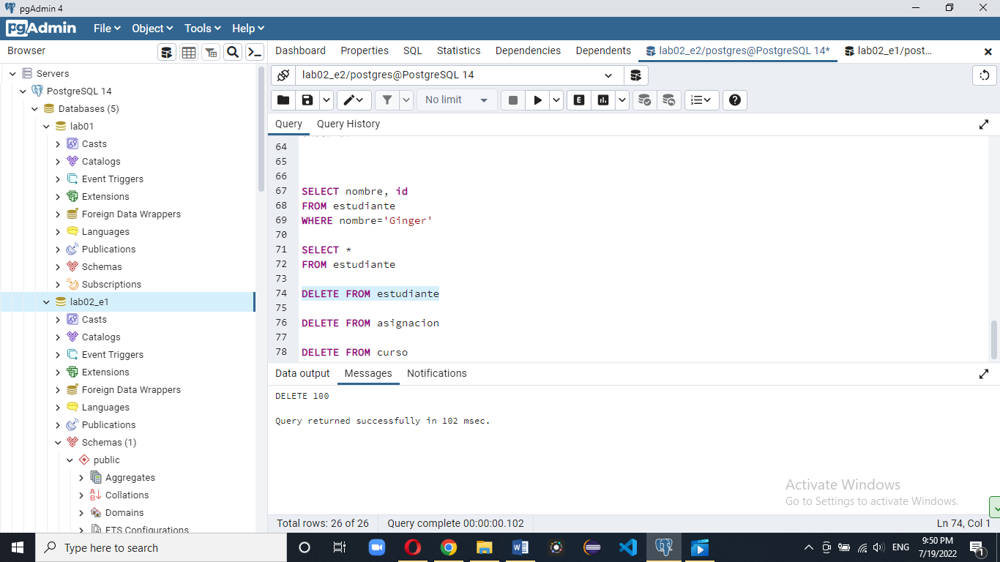 pgAdmin 4
pgAdmin
File
Object
Tools
Help
Browser
Dashboard
Properties
SQL
Statistics
Dependencies
Dependents
lab02_e2/postgres@PostgreSQL 14*
lab02_e1/post...
Servers
PostgreSQL 14
Databases (5)
lab01
Casts
Catalogs
Event Triggers
Extensions
Foreign Data Wrappers
Languages
Publications
Schemas
Subscriptions
lab02_e1
Casts
Catalogs
Event Triggers
Extensions
Foreign Data Wrappers
Languages
Publications
Schemas (1)
public
Aggregates
Collations
Domains
FTS Configurations
lab02_e2/postgres@PostgreSQL 14
No limit
E
Query
Query History
64
65
66
67 SELECT nombre, id
68 FROM estudiante
69 WHERE nombre='Ginger'
70
71 SELECT *
72 FROM estudiante
73
74 DELETE FROM estudiante
75
76 DELETE FROM asignacion
77
78 DELETE FROM curso
Data output
Messages
Notifications
DELETE 100
Query returned successfully in 102 msec.
Activate Windows
Go to Settings to activate Windows.
Total rows: 26 of 26
Query complete 00:00:00.102
Ln 74, Col 1
Type here to search
ENG
9:50 PM
7/19/2022
1